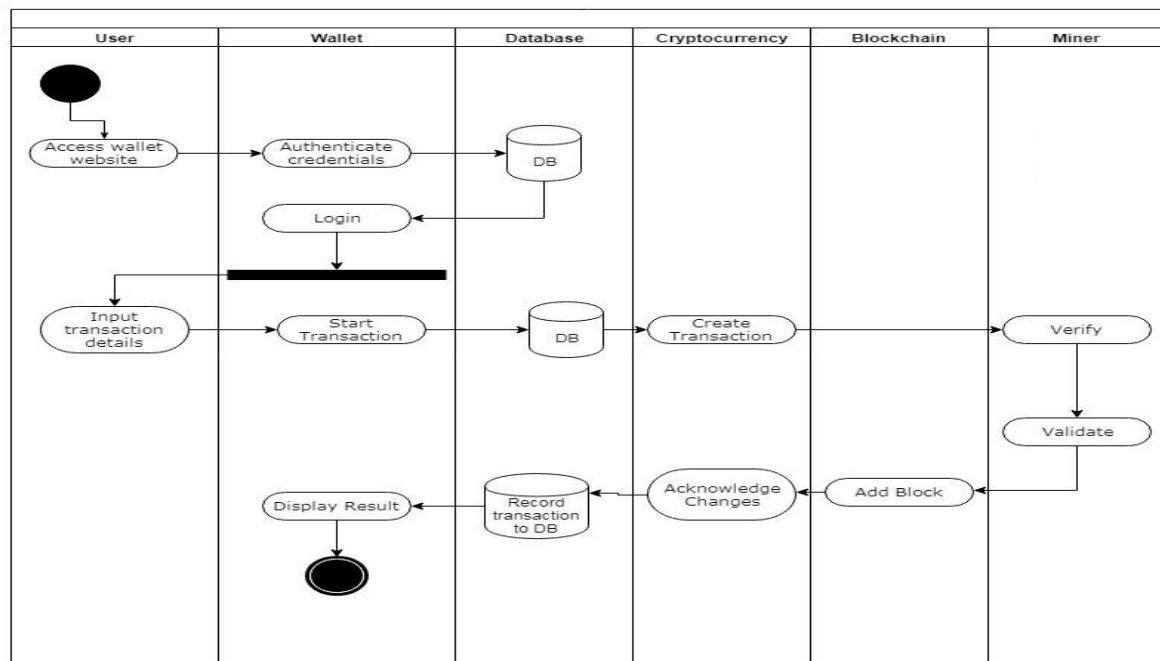 User
Wallet
Database
Cryptocurrency
Blockchain
Miner
Access wallet
website
Authenticate
credentials
DB
Login
Input
transaction
details
Start
Transaction
DB
Create
Transaction
Verify
Validate
Display Result
Record
transaction
to DB
Acknowledge
Changes
Add Block